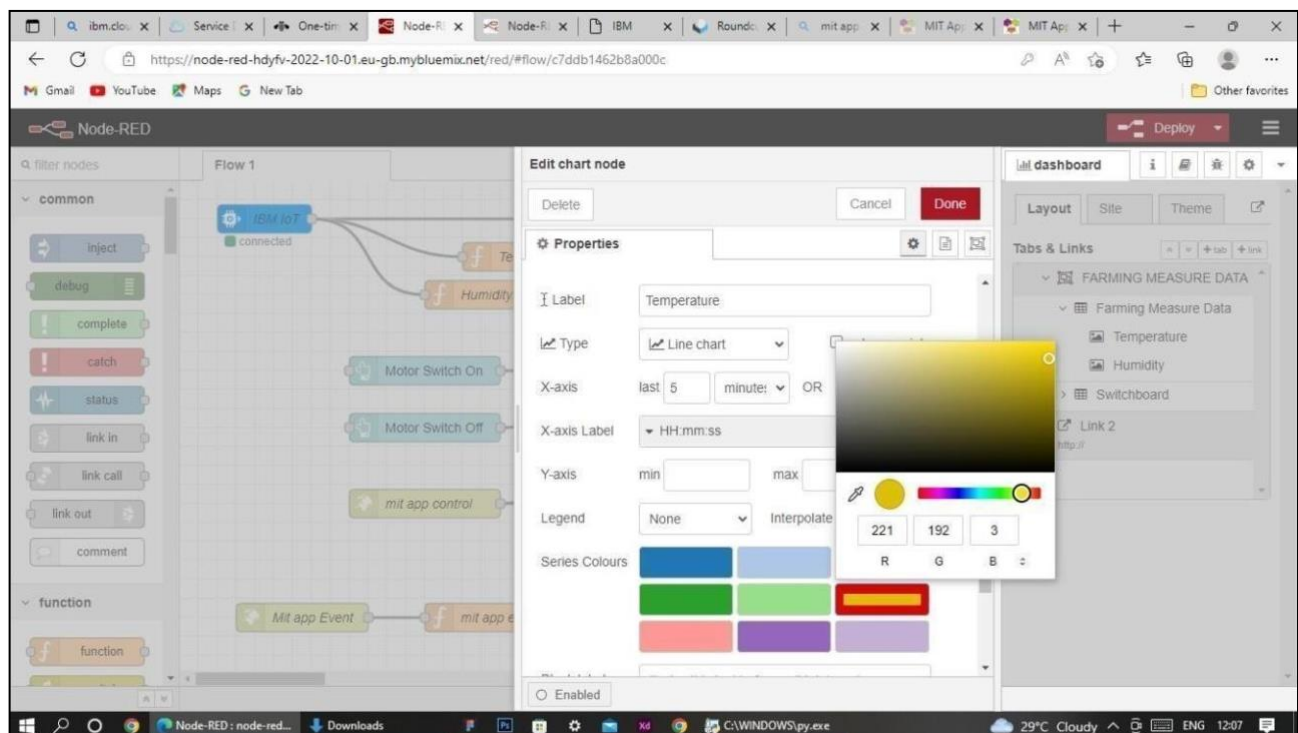 ibm.clou Service One-tim Node-R Node-R IBM Roundc mit app MIT App MIT App
https://node-red-hdyfv-2022-10-01.eu-gb.mybluemix.net/red/#flow/c7ddb1462b8a000c
Gmail YouTube Maps New Tab Other favorites
Node-RED Deploy
filter nodes
Flow 1
Edit chart node
dashboard
common
Delete Cancel Done
Layout Site Theme
IBM IoT
connected
inject
Properties
Tabs & Links
tab link
Te
debug
Humidity
Label Temperature
FARMING MEASURE DATA
Farming Measure Data
complete
Type Line chart
Temperature
catch
Motor Switch On
X-axis last 5 minutes OR
Humidity
status
Switchboard
link in
Motor Switch Off
X-axis Label HH:mm:ss
Link 2
http://
link call
mit app control
Y-axis min max
link out
Legend None Interpolate
221 192 3
R G B
comment
Series Colours
function
Mit app Event
mit app e
function
Enabled
Node-RED : node-red... Downloads C:\WINDOWS\py.exe 29°C Cloudy ENG 12:07